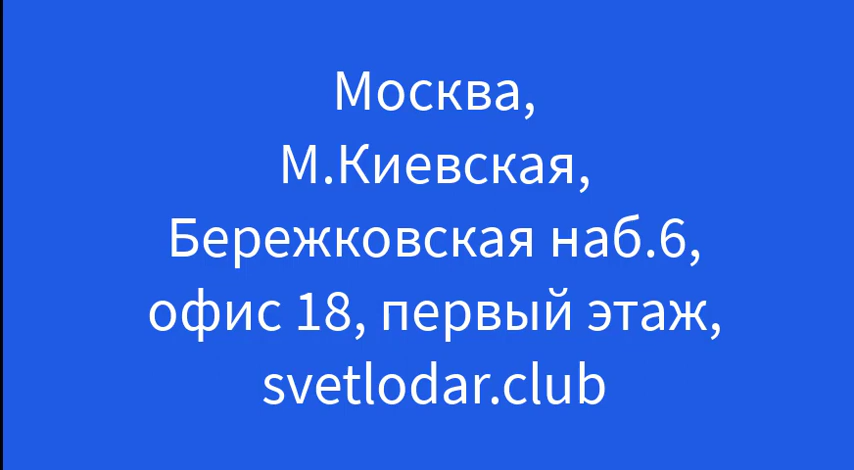 Москва,
М.Киевская,
Бережковская наб.6,
офис 18, первый этаж,
svetlodar.club